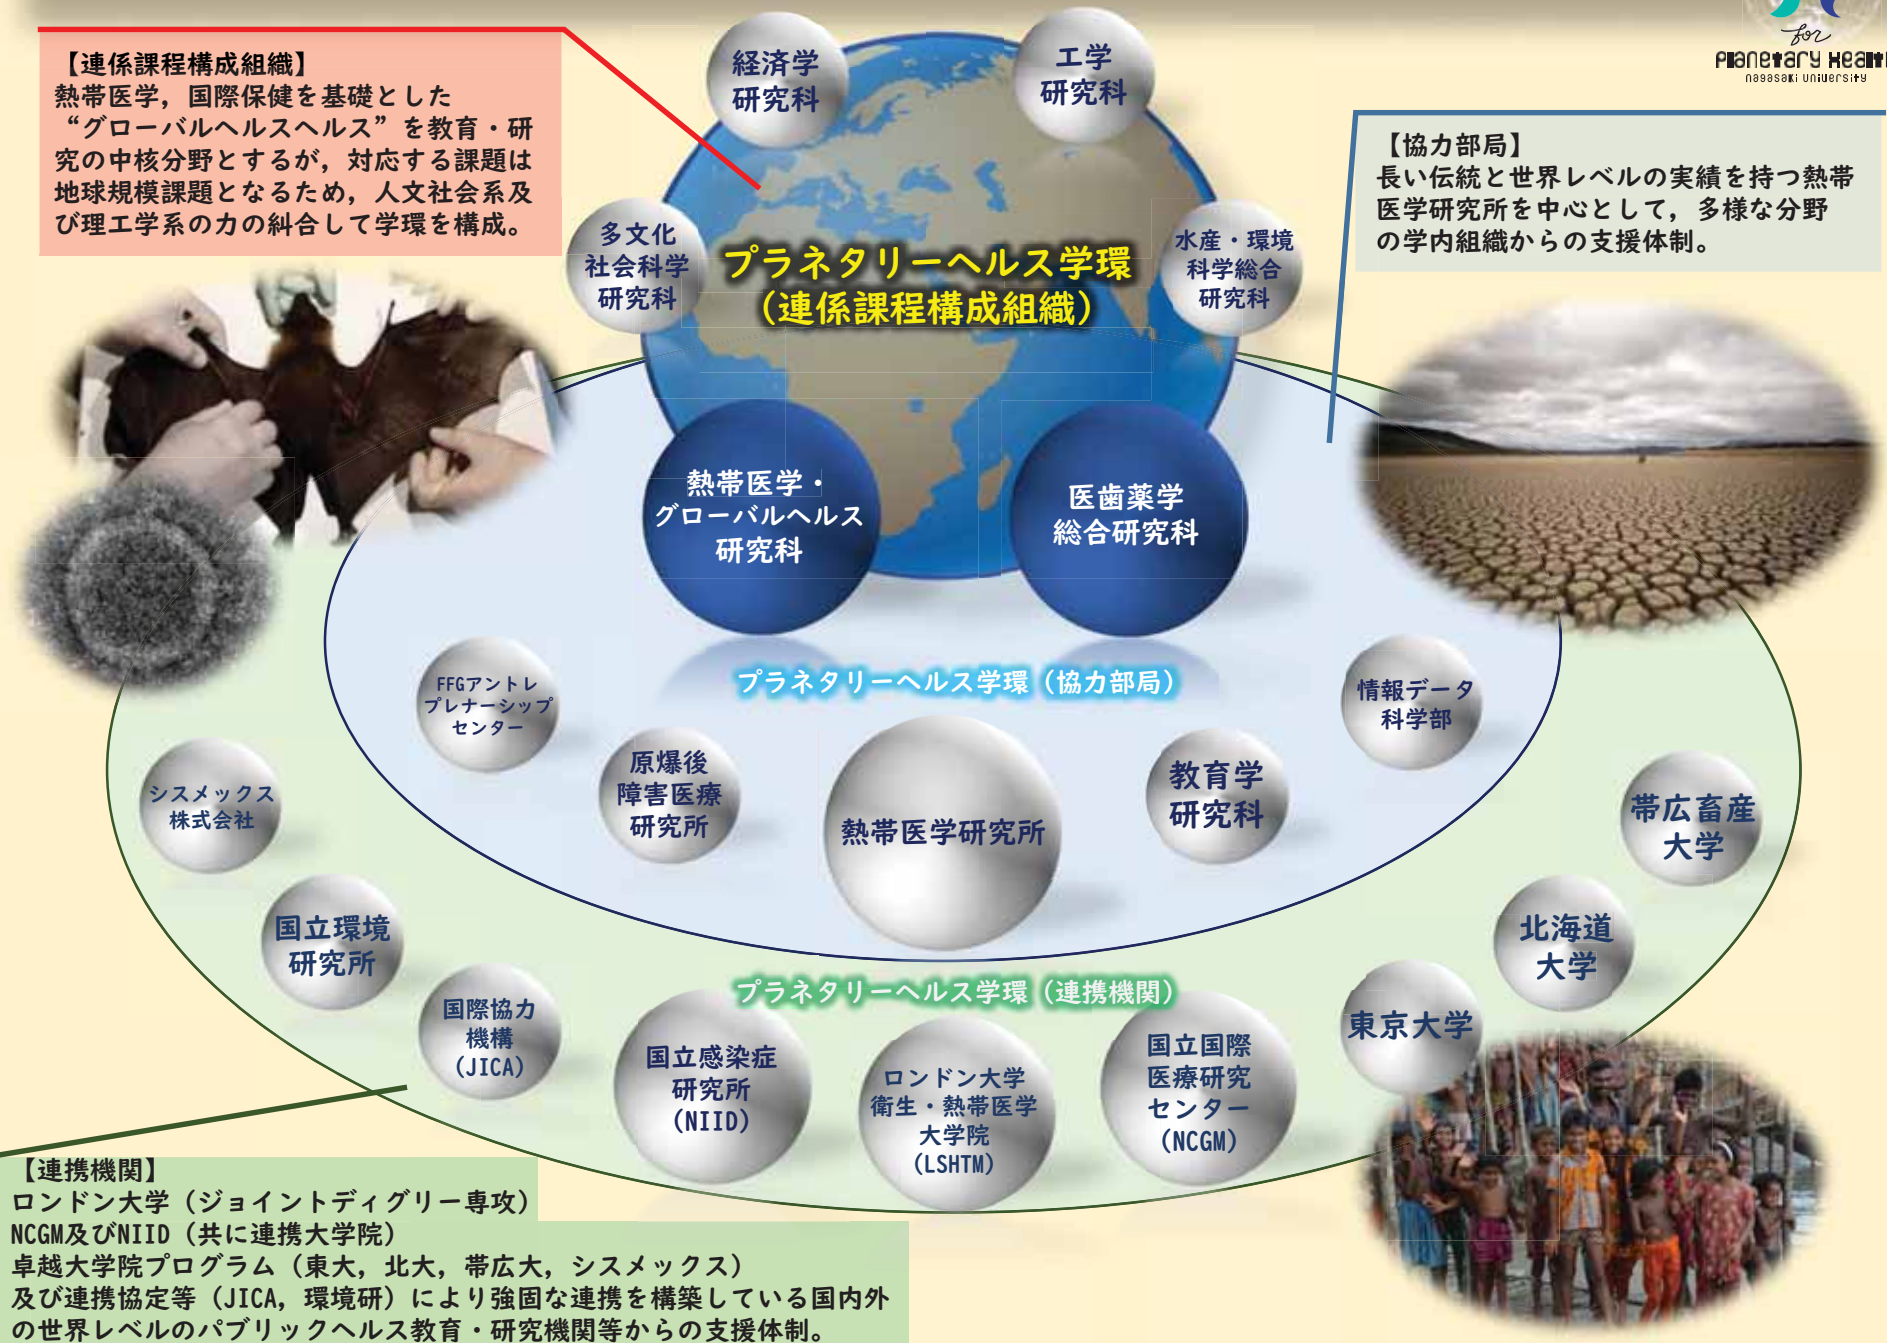 for
PLANETARY HEALTH
NAGASAKI UNIVERSITY
【連係課程構成組織】
熱帯医学，国際保健を基礎とした
“グローバルヘルスヘルス”を教育・研
究の中核分野とするが，対応する課題は
地球規模課題となるため，人文社会系及
び理工学系の力の糾合して学環を構成。
経済学
研究科
工学
研究科
【協力部局】
長い伝統と世界レベルの実績を持つ熱帯
医学研究所を中心として，多様な分野
の学内組織からの支援体制。
多文化
社会科学
研究科
プラネタリーヘルス学環
（連係課程構成組織）
水産・環境
科学総合
研究科
熱帯医学・
グローバルヘルス
研究科
医歯薬学
総合研究科
プラネタリーヘルス学環（協力部局）
FFGアントレ
プレナーシップ
センター
原爆後
障害医療
研究所
熱帯医学研究所
教育学
研究科
情報データ
科学部
シスメックス
株式会社
国立環境
研究所
国際協力
機構
(JICA)
プラネタリーヘルス学環（連携機関）
国立感染症
研究所
(NIID)
ロンドン大学
衛生・熱帯医学
大学院
(LSHTM)
国立国際
医療研究
センター
(NCGM)
東京大学
北海道
大学
帯広畜産
大学
【連携機関】
ロンドン大学（ジョイントディグリー専攻）
NCGM及びNIID（共に連携大学院）
卓越大学院プログラム（東大，北大，帯広大，シスメックス）
及び連携協定等（JICA，環境研）により強固な連携を構築している国内外
の世界レベルのパブリックヘルス教育・研究機関等からの支援体制。